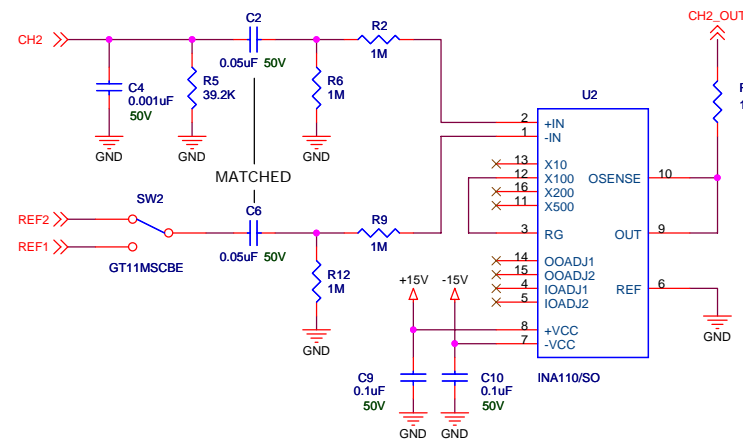 CH2
C2
0.05uF 50V
R2
1M
CH2_OUT
C4
0.001uF
50V
R5
39.2K
R6
1M
R
1
GND
GND
GND
MATCHED
U2
2 +IN
1 -IN
13 X10
12 X100
16 X200
11 X500
3 RG
14 OOADJ1
15 OOADJ2
4 IOADJ1
5 IOADJ2
8 +VCC
7 -VCC
OSENSE 10
OUT 9
REF 6
INA110/SO
GND
REF2
REF1
SW2
GT11MSCBE
C6
0.05uF 50V
R9
1M
R12
1M
GND
+15V
-15V
C9
0.1uF
50V
C10
0.1uF
50V
GND
GND